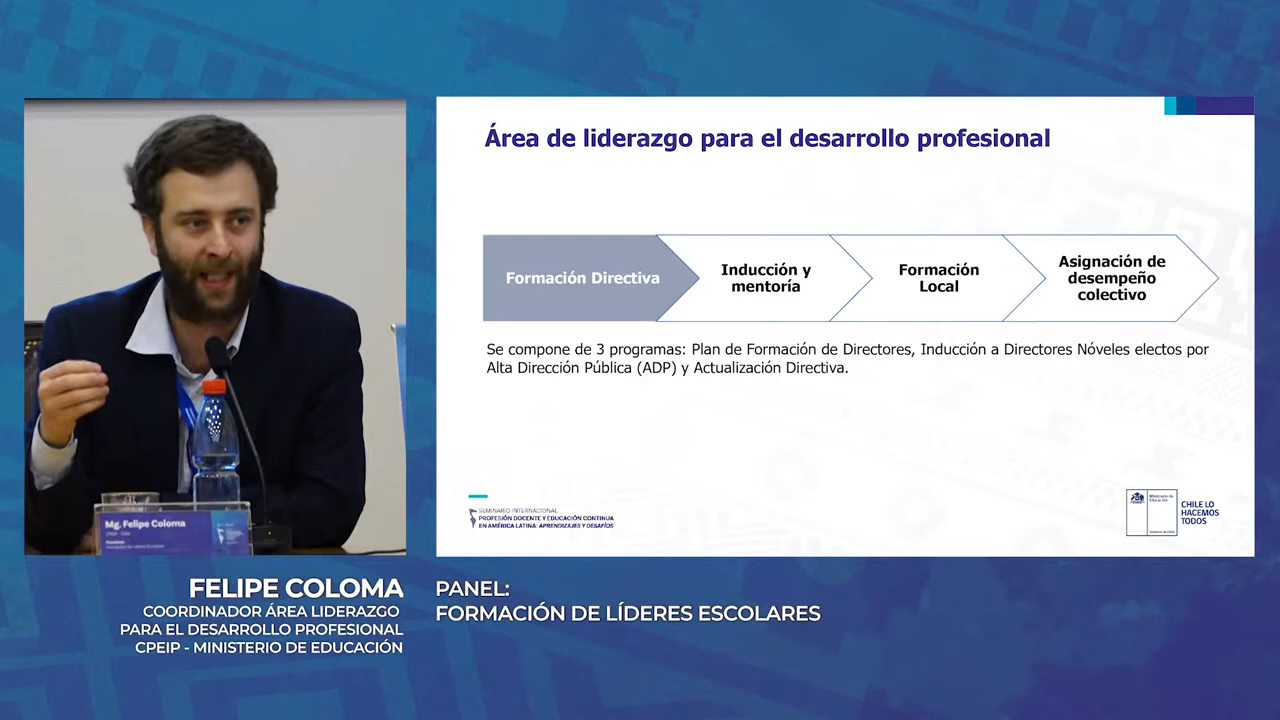 Área de liderazgo para el desarrollo profesional
Formación Directiva
Inducción y
mentoría
Formación
Local
Asignación de
desempeño
colectivo
Se compone de 3 programas: Plan de Formación de Directores, Inducción a Directores Nóveles electos por
Alta Dirección Pública (ADP) y Actualización Directiva.
SEMINARIO INTERNACIONAL
PROFESIÓN DOCENTE Y EDUCACIÓN CONTINUA
EN AMÉRICA LATINA: APRENDIZAJES Y DESAFÍOS
CHILE LO
HACEMOS
TODOS
Mg. Felipe Coloma
FELIPE COLOMA
COORDINADOR ÁREA LIDERAZGO
PARA EL DESARROLLO PROFESIONAL
CPEIP - MINISTERIO DE EDUCACIÓN
PANEL:
FORMACIÓN DE LÍDERES ESCOLARES